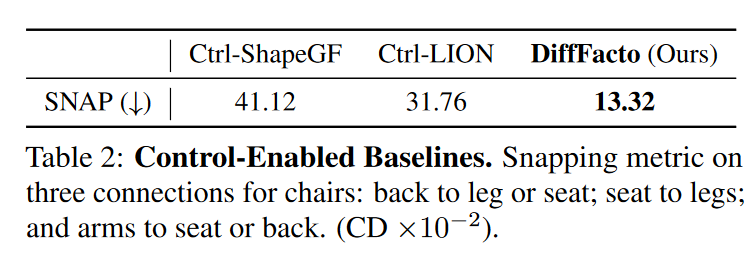 Ctrl-ShapeGF Ctrl-LION DiffFacto (Ours)
SNAP (↓) 41.12 31.76 13.32
Table 2: Control-Enabled Baselines. Snapping metric on
three connections for chairs: back to leg or seat; seat to legs;
and arms to seat or back. (CD ×10⁻²).